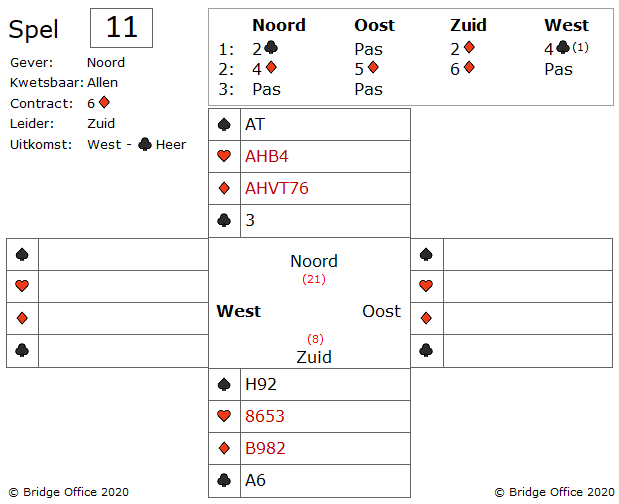 Spel 11
Gever: Noord
Kwetsbaar: Allen
Contract: 6♦
Leider: Zuid
Uitkomst: West - ♣ Heer
Noord Oost Zuid West
1: 2♣ Pas 2♦ 4♣(1)
2: 4♦ 5♦ 6♦ Pas
3: Pas Pas
♠ AT
♥ AHB4
♦ AHVT76
♣ 3
♠ ♠
♥ ♥
♦ ♦
♣ ♣
Noord
(21)
West Oost
(8)
Zuid
♠ H92
♥ 8653
♦ B982
♣ A6
© Bridge Office 2020 © Bridge Office 2020